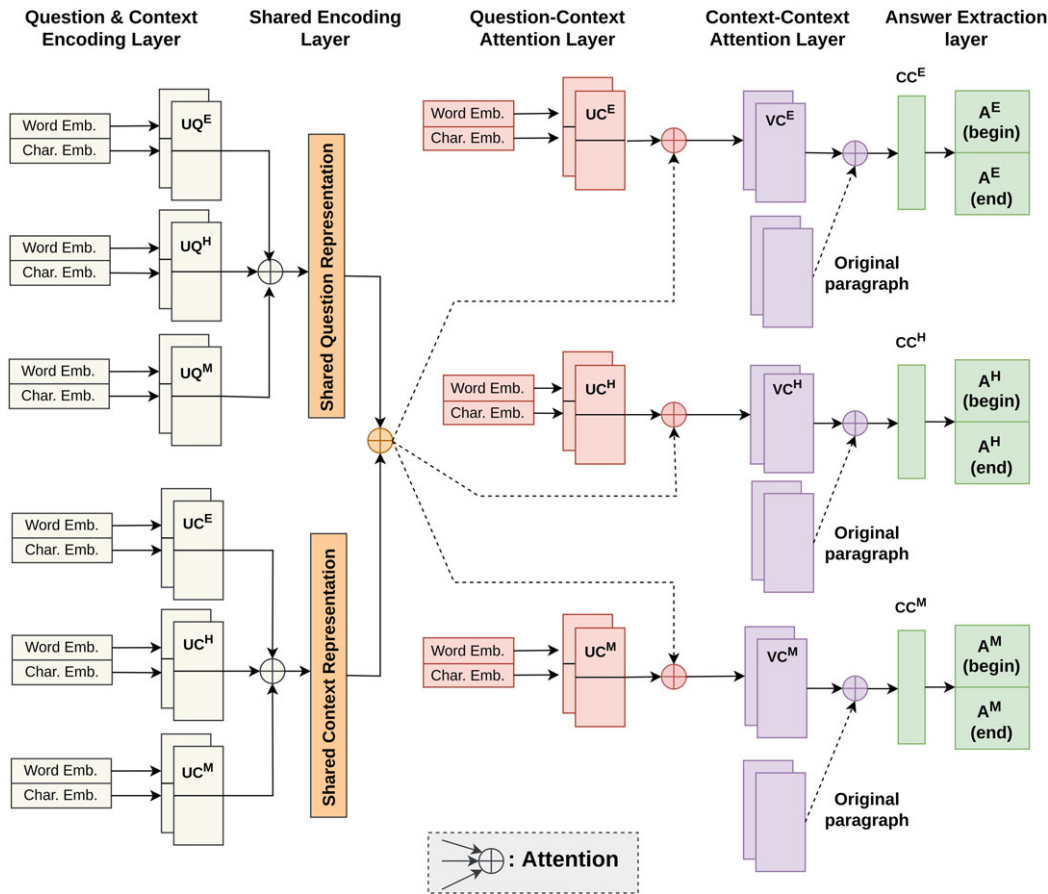 Question & Context
Encoding Layer
Shared Encoding
Layer
Question-Context
Attention Layer
Context-Context
Attention Layer
Answer Extraction
layer
Word Emb.
Char. Emb.
UQ^E
Word Emb.
Char. Emb.
UQ^H
Word Emb.
Char. Emb.
UQ^M
Shared Question Representation
Word Emb.
Char. Emb.
UC^E
Word Emb.
Char. Emb.
UC^H
Word Emb.
Char. Emb.
UC^M
Shared Context Representation
Word Emb.
Char. Emb.
UC^E
VC^E
Original
paragraph
CC^E
A^E
(begin)
A^E
(end)
Word Emb.
Char. Emb.
UC^H
VC^H
Original
paragraph
CC^H
A^H
(begin)
A^H
(end)
Word Emb.
Char. Emb.
UC^M
VC^M
Original
paragraph
CC^M
A^M
(begin)
A^M
(end)
: Attention